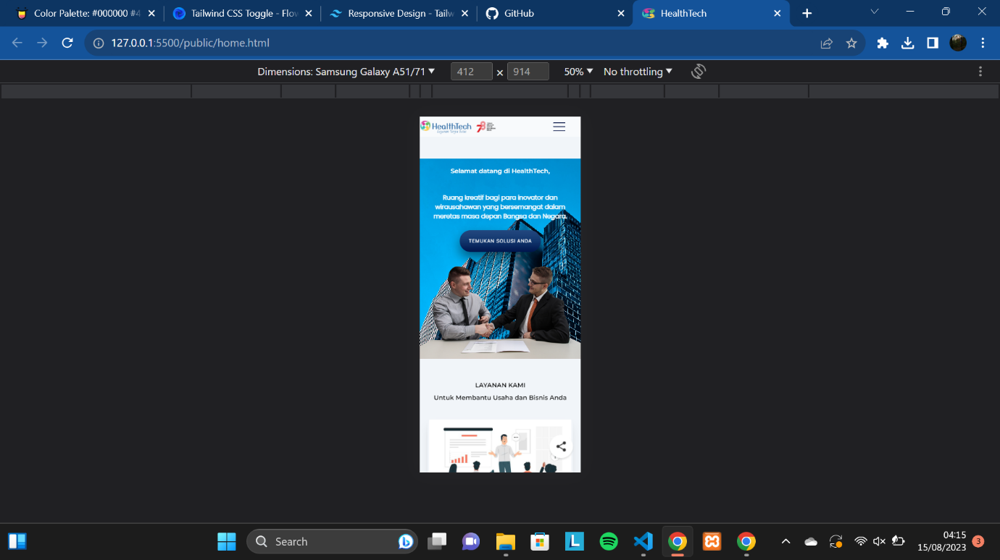 Color Palette: #000000 #4
Tailwind CSS Toggle - Flov
Responsive Design - Tailw
GitHub
HealthTech
127.0.0.1:5500/public/home.html
Dimensions: Samsung Galaxy A51/71
412 × 914
50%
No throttling
HealthTech
78
Selamat datang di HealthTech,
Ruang kreatif bagi para inovator dan
wirausahawan yang bersemangat dalam
meretas masa depan Bangsa dan Negara.
TEMUKAN SOLUSI ANDA
LAYANAN KAMI
Untuk Membantu Usaha dan Bisnis Anda
Search
L
04:15
15/08/2023
3